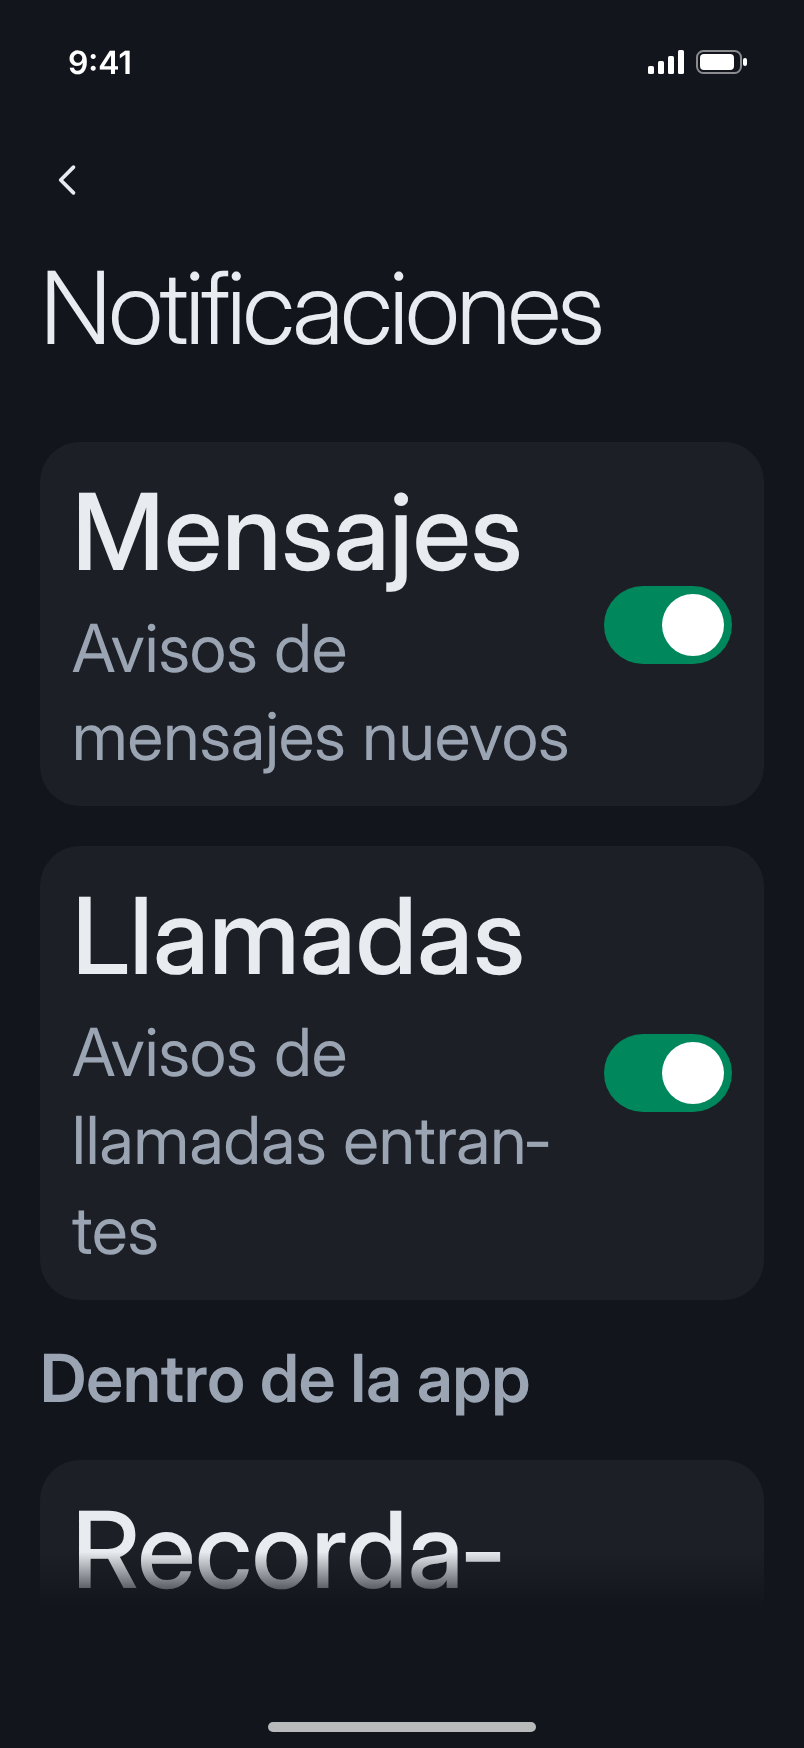 9:41
Notificaciones
Mensajes
Avisos de
mensajes nuevos
Llamadas
Avisos de
llamadas entran-
tes
Dentro de la app
Recorda-